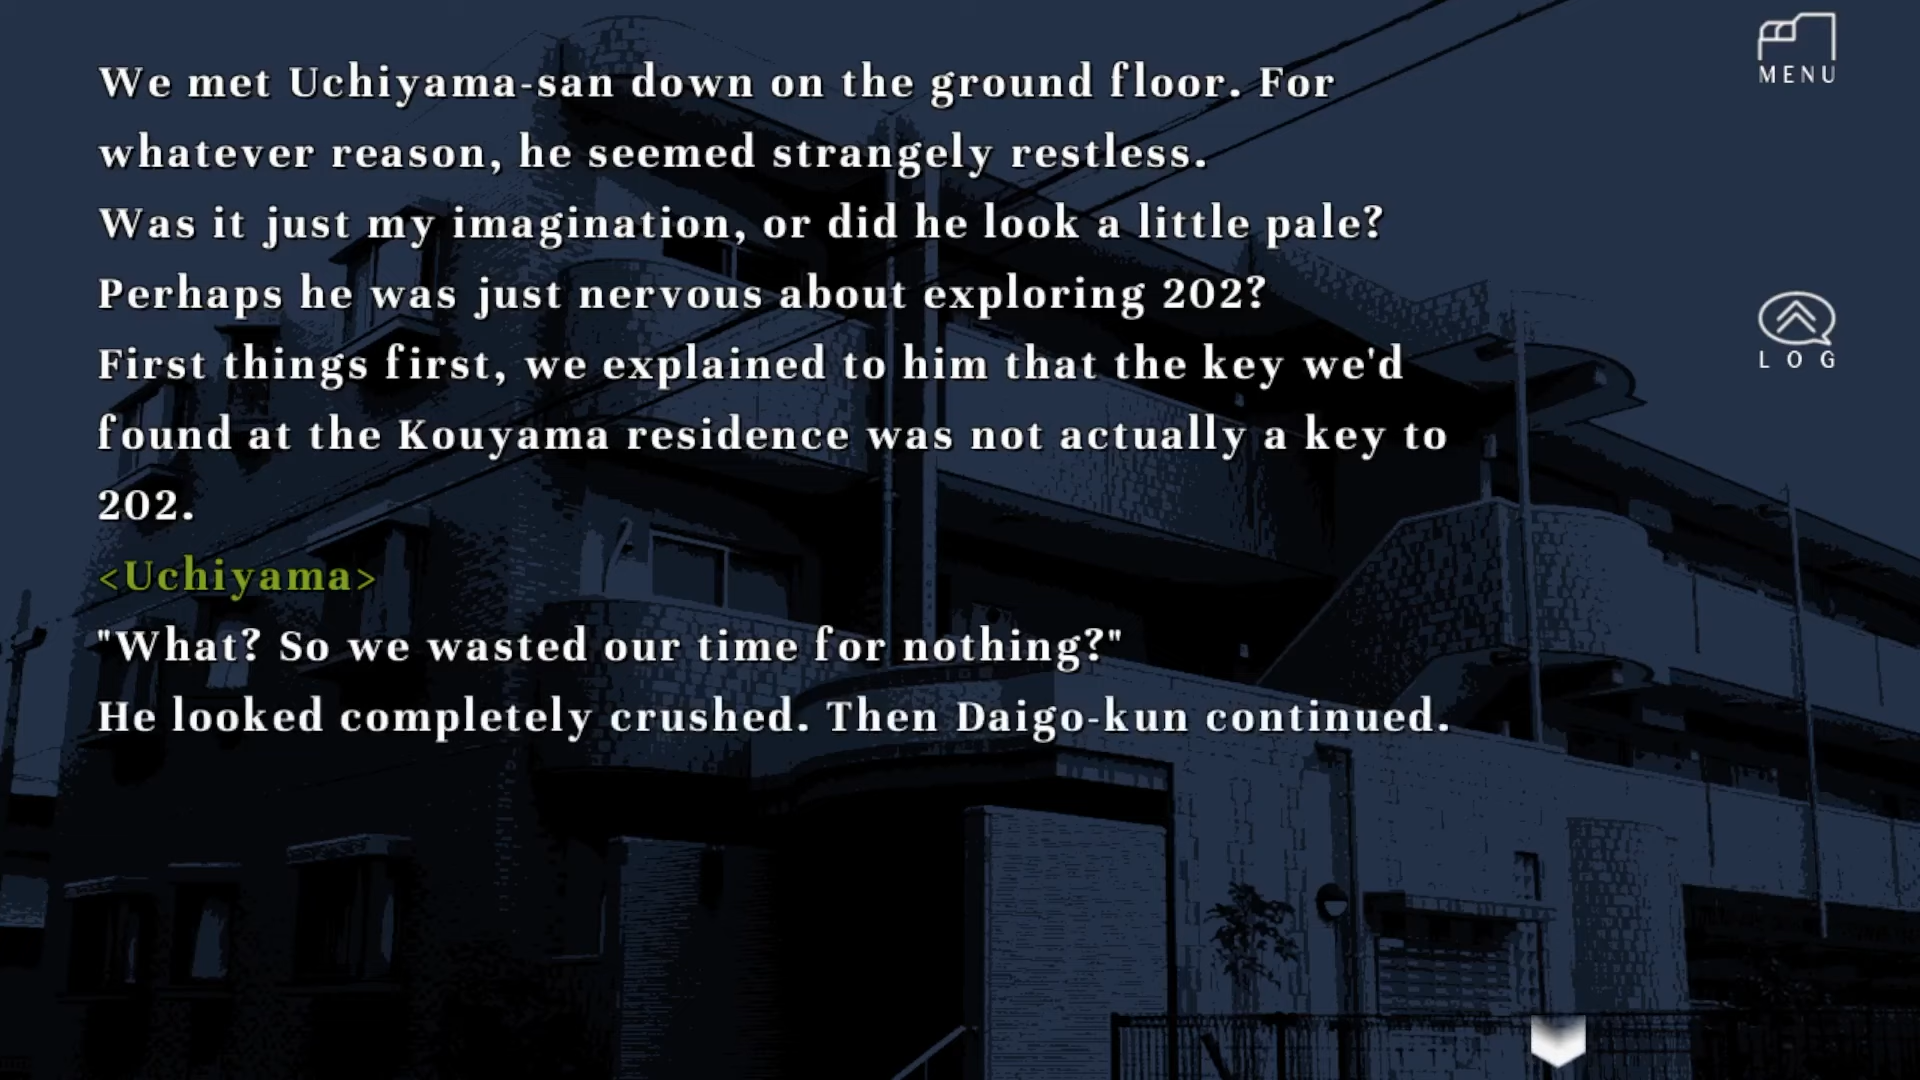 We met Uchiyama-san down on the ground floor. For
whatever reason, he seemed strangely restless.
Was it just my imagination, or did he look a little pale?
Perhaps he was just nervous about exploring 202?
First things first, we explained to him that the key we'd
found at the Kouyama residence was not actually a key to
202.
<Uchiyama>
"What? So we wasted our time for nothing?"
He looked completely crushed. Then Daigo-kun continued.
MENU
LOG